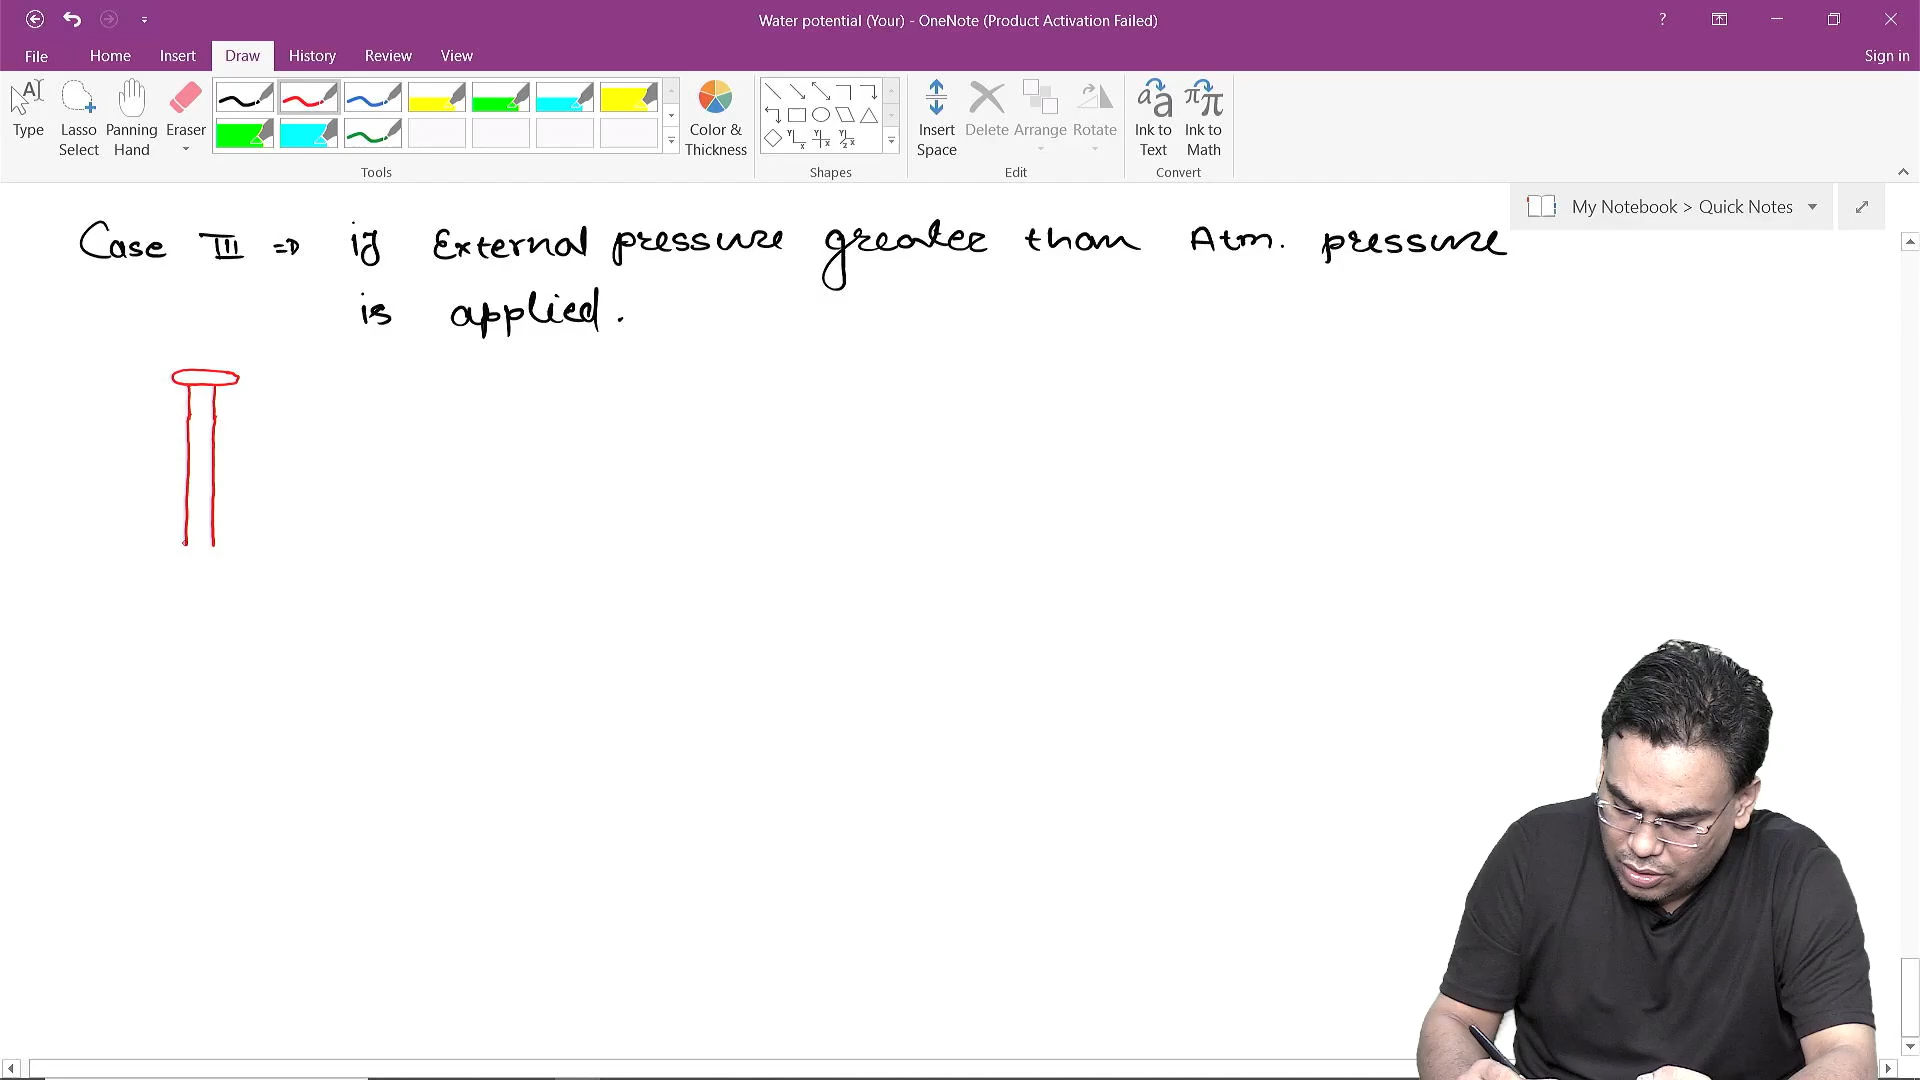 Water potential (Your) - OneNote (Product Activation Failed)
?
File Home Insert Draw History Review View
Sign in
Type
Lasso Select
Panning Hand
Eraser
Color & Thickness
Insert Space
Delete
Arrange
Rotate
Ink to Text
Ink to Math
Tools
Shapes
Edit
Convert
My Notebook > Quick Notes
Case III ⇒ if External pressure greater than Atm. pressure
is applied.